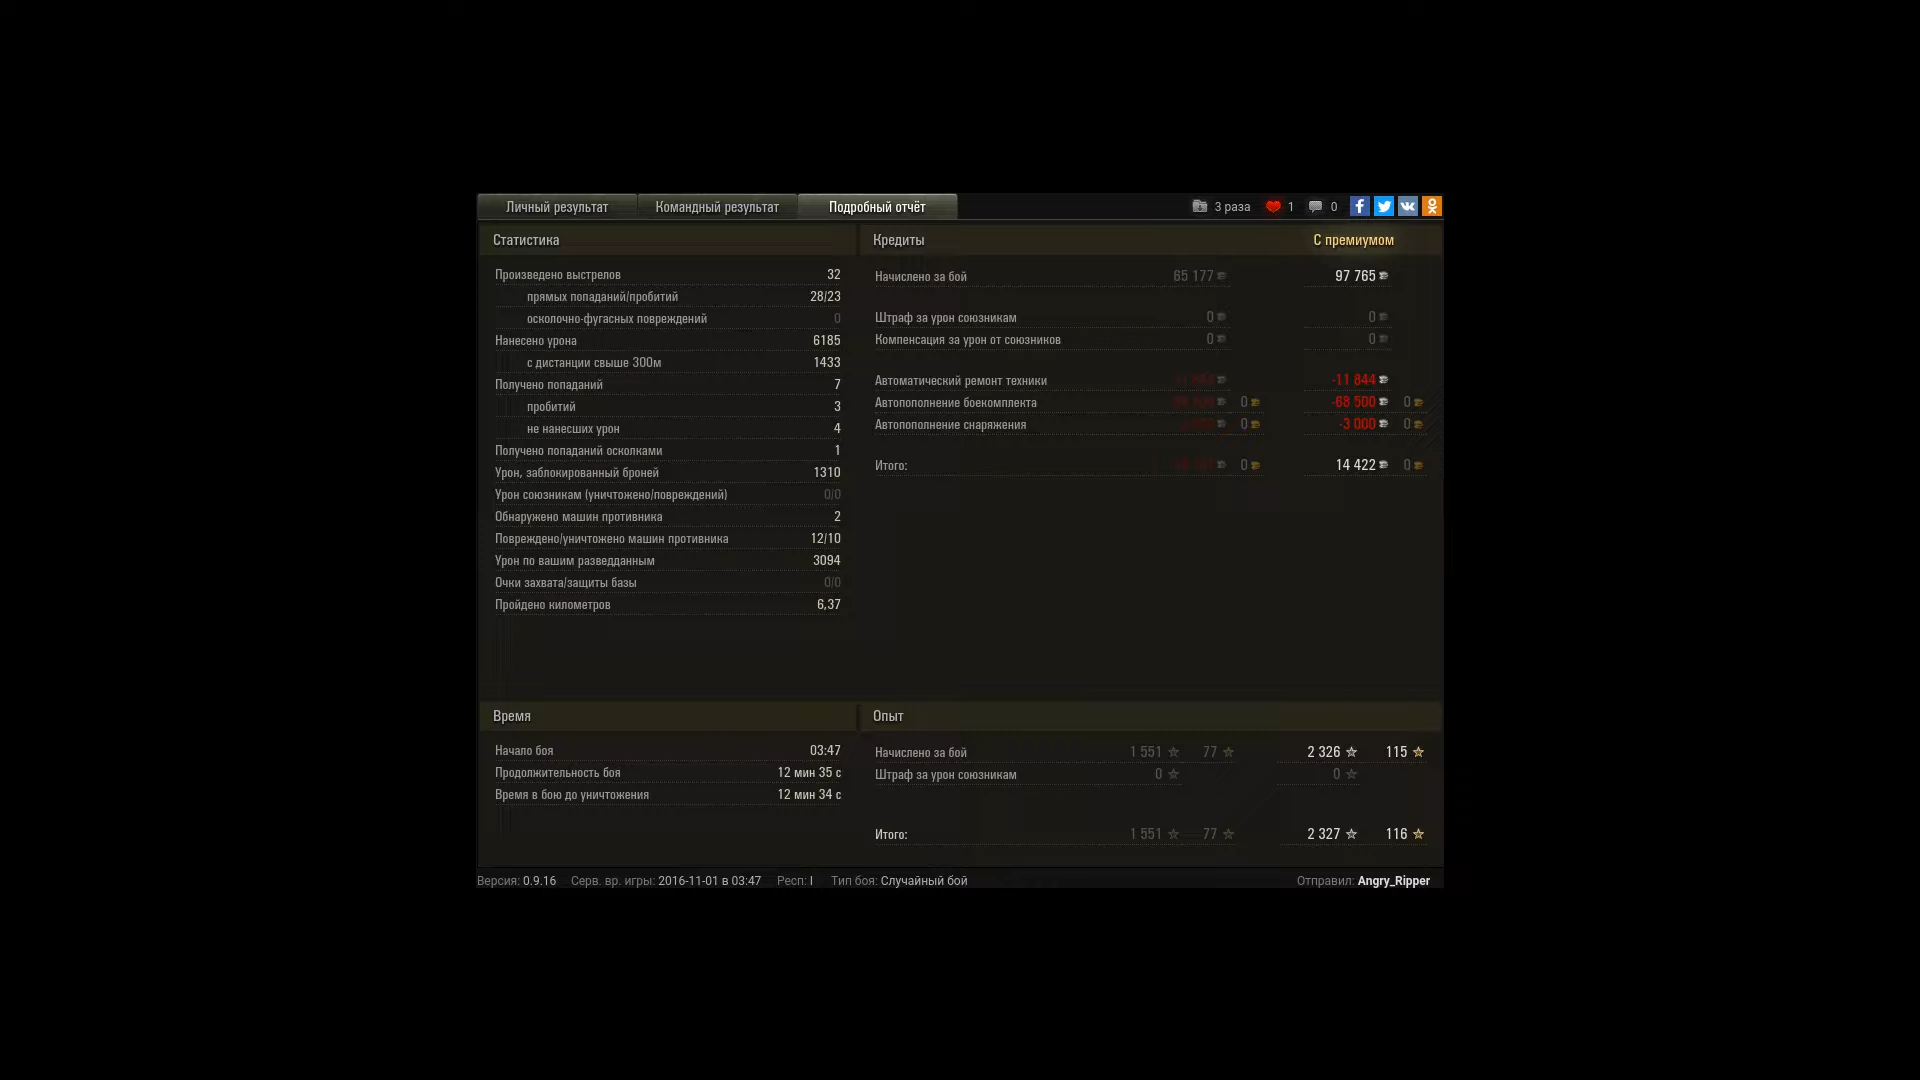 Личный результат Командный результат Подробный отчёт 3 раза 1 0
Статистика
Произведено выстрелов 32
прямых попаданий/пробитий 28/23
осколочно-фугасных повреждений 0
Нанесено урона 6185
с дистанции свыше 300м 1433
Получено попаданий 7
пробитий 3
не нанесших урон 4
Получено попаданий осколками 1
Урон, заблокированный броней 1310
Урон союзникам (уничтожено/повреждений) 0/0
Обнаружено машин противника 2
Повреждено/уничтожено машин противника 12/10
Урон по вашим разведданным 3094
Очки захвата/защиты базы 0/0
Пройдено километров 6,37
Кредиты С премиумом
Начислено за бой 65 177 97 765
Штраф за урон союзникам 0 0
Компенсация за урон от союзников 0 0
Автоматический ремонт техники -11 844
Автопополнение боекомплекта 0 -68 500 0
Автопополнение снаряжения 0 -3 000 0
Итого: 0 14 422 0
Время
Начало боя 03:47
Продолжительность боя 12 мин 35 с
Время в бою до уничтожения 12 мин 34 с
Опыт
Начислено за бой 1 551 77 2 326 115
Штраф за урон союзникам 0 0
Итого: 1 551 77 2 327 116
Версия: 0.9.16 Серв. вр. игры: 2016-11-01 в 03:47 Респ: I Тип боя: Случайный бой Отправил: Angry_Ripper